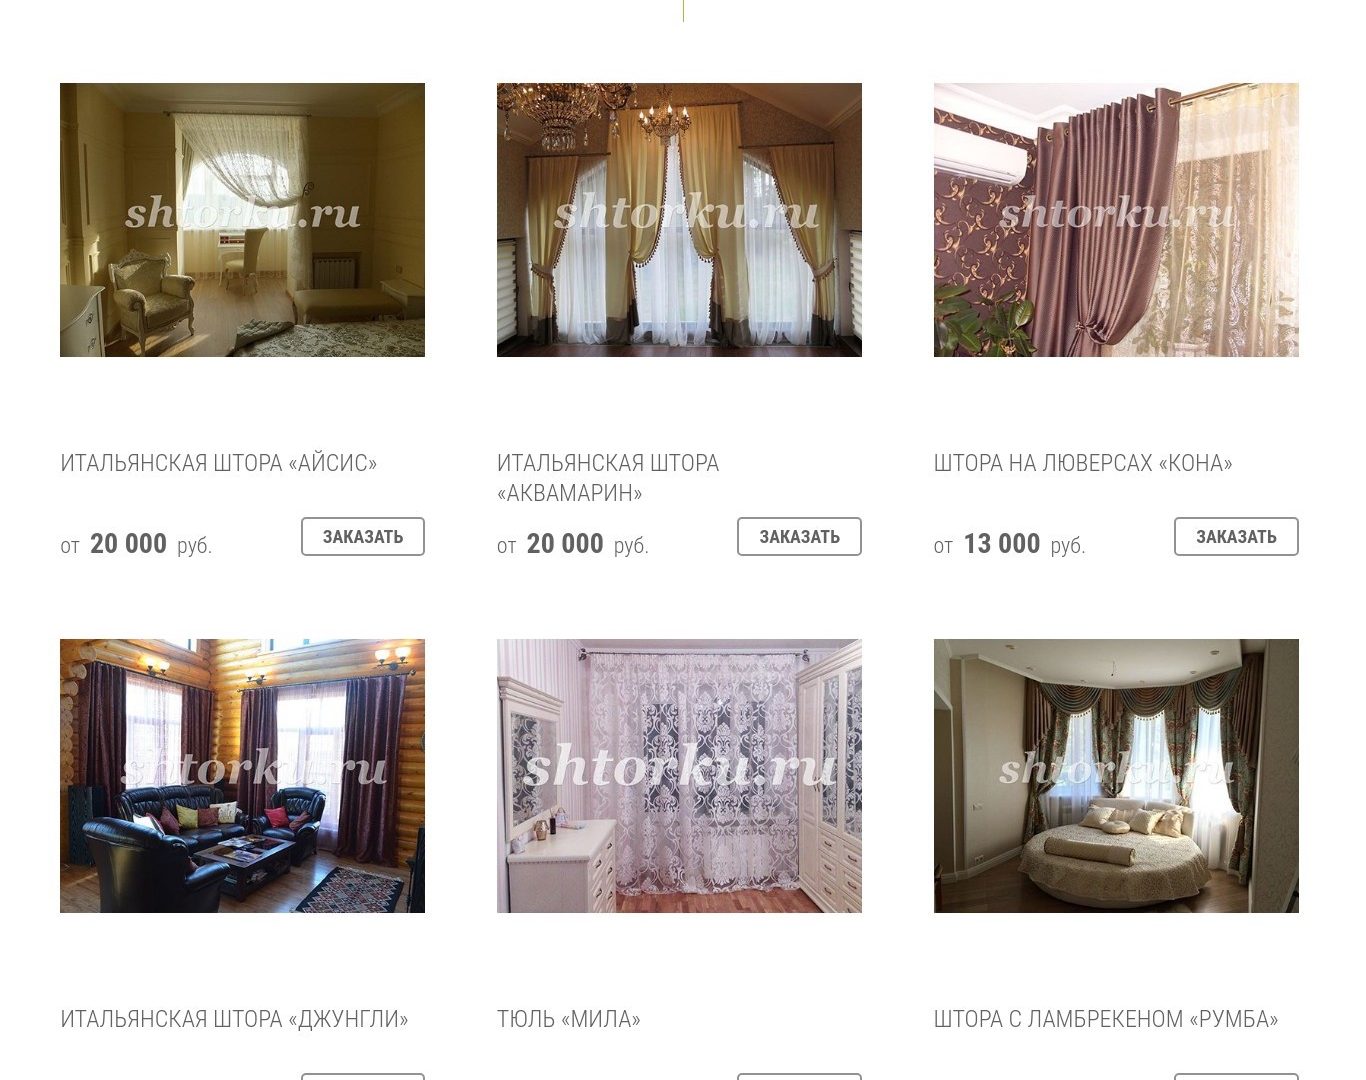 shtorku.ru
shtorku.ru
shtorku.ru
ИТАЛЬЯНСКАЯ ШТОРА «АЙСИС»
от 20 000 руб.
ЗАКАЗАТЬ
ИТАЛЬЯНСКАЯ ШТОРА
«АКВАМАРИН»
от 20 000 руб.
ЗАКАЗАТЬ
ШТОРА НА ЛЮВЕРСАХ «КОНА»
от 13 000 руб.
ЗАКАЗАТЬ
shtorku.ru
shtorku.ru
shtorku.ru
ИТАЛЬЯНСКАЯ ШТОРА «ДЖУНГЛИ»
ТЮЛЬ «МИЛА»
ШТОРА С ЛАМБРЕКЕНОМ «РУМБА»